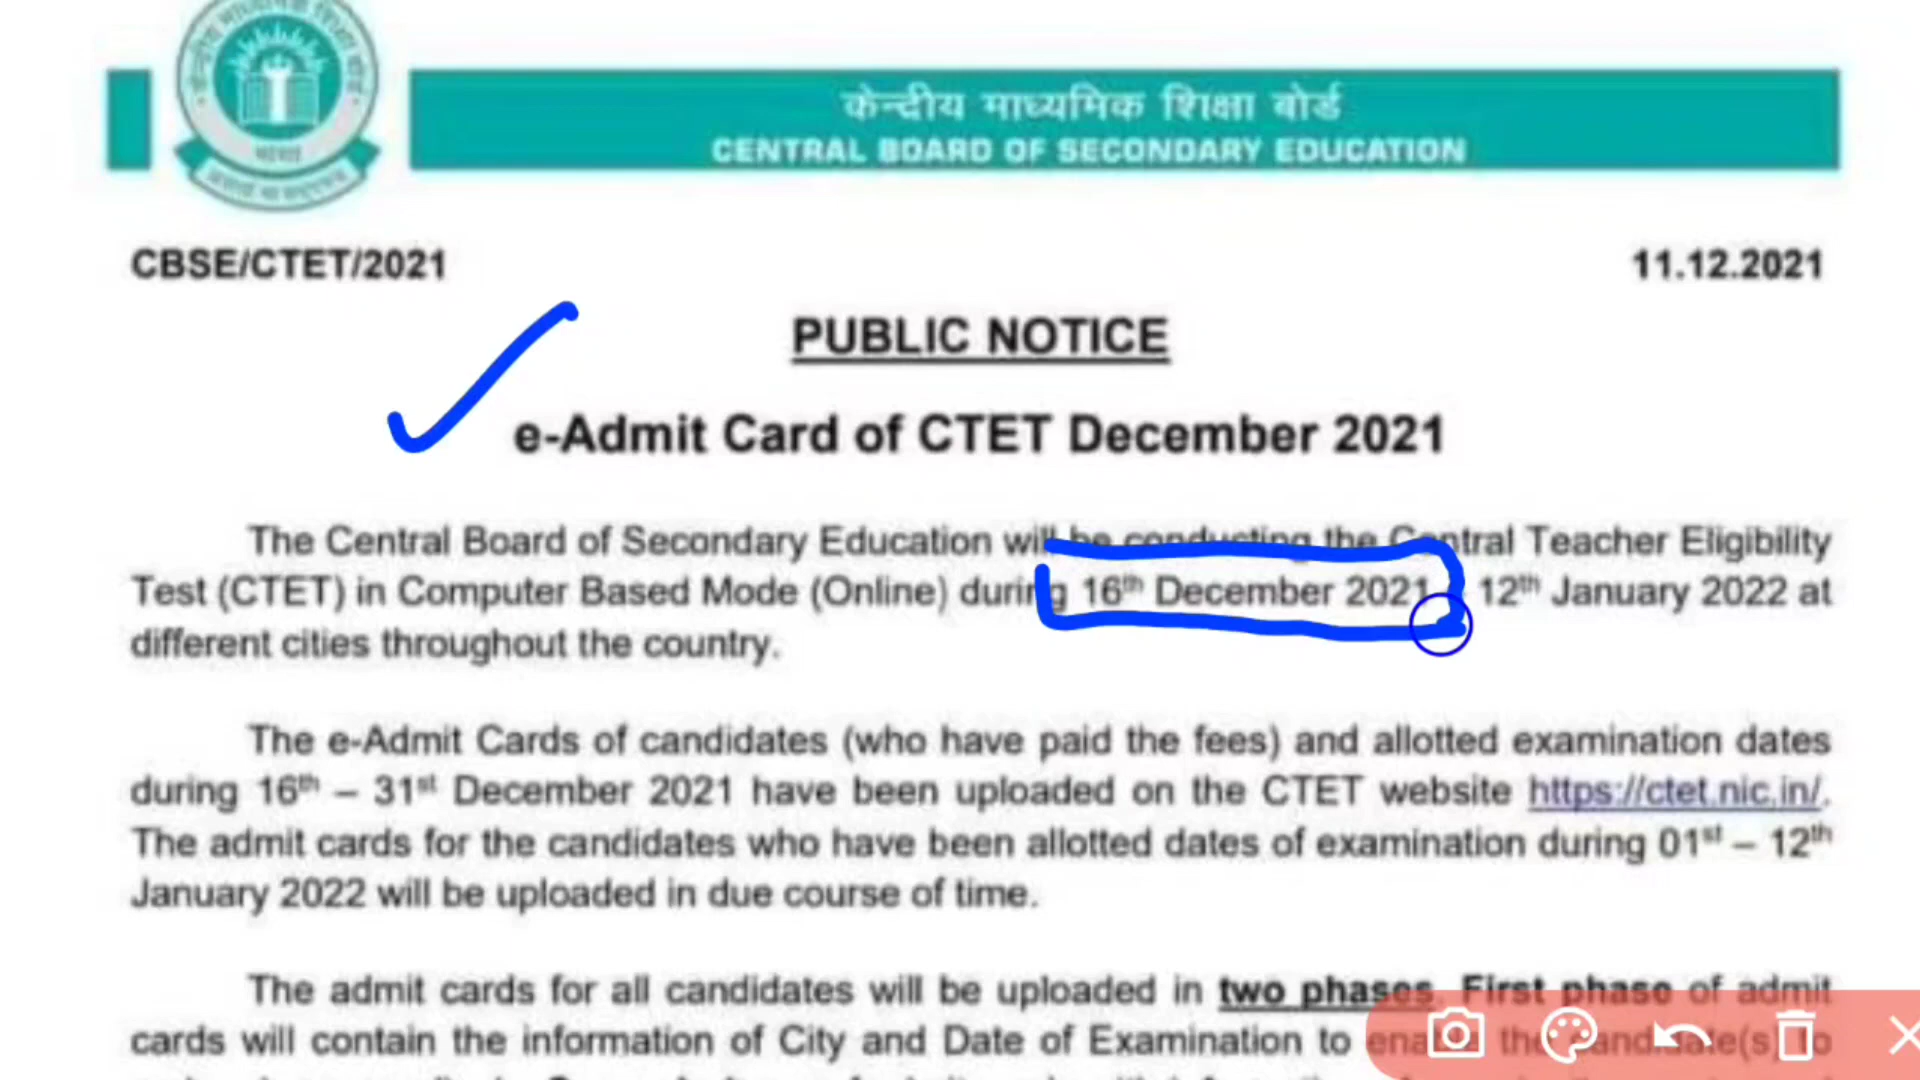 केन्दीय माध्यमिक शिक्षा बोर्ड
CENTRAL BOARD OF SECONDARY EDUCATION
CBSE/CTET/2021
11.12.2021
PUBLIC NOTICE
e-Admit Card of CTET December 2021
The Central Board of Secondary Education will be conducting the Central Teacher Eligibility
Test (CTET) in Computer Based Mode (Online) during 16th December 2021 12th January 2022 at
different cities throughout the country.
The e-Admit Cards of candidates (who have paid the fees) and allotted examination dates
during 16th – 31st December 2021 have been uploaded on the CTET website https://ctet.nic.in/.
The admit cards for the candidates who have been allotted dates of examination during 01st – 12th
January 2022 will be uploaded in due course of time.
The admit cards for all candidates will be uploaded in two phases. First phase of admit
cards will contain the information of City and Date of Examination to enable the candidate(s) to